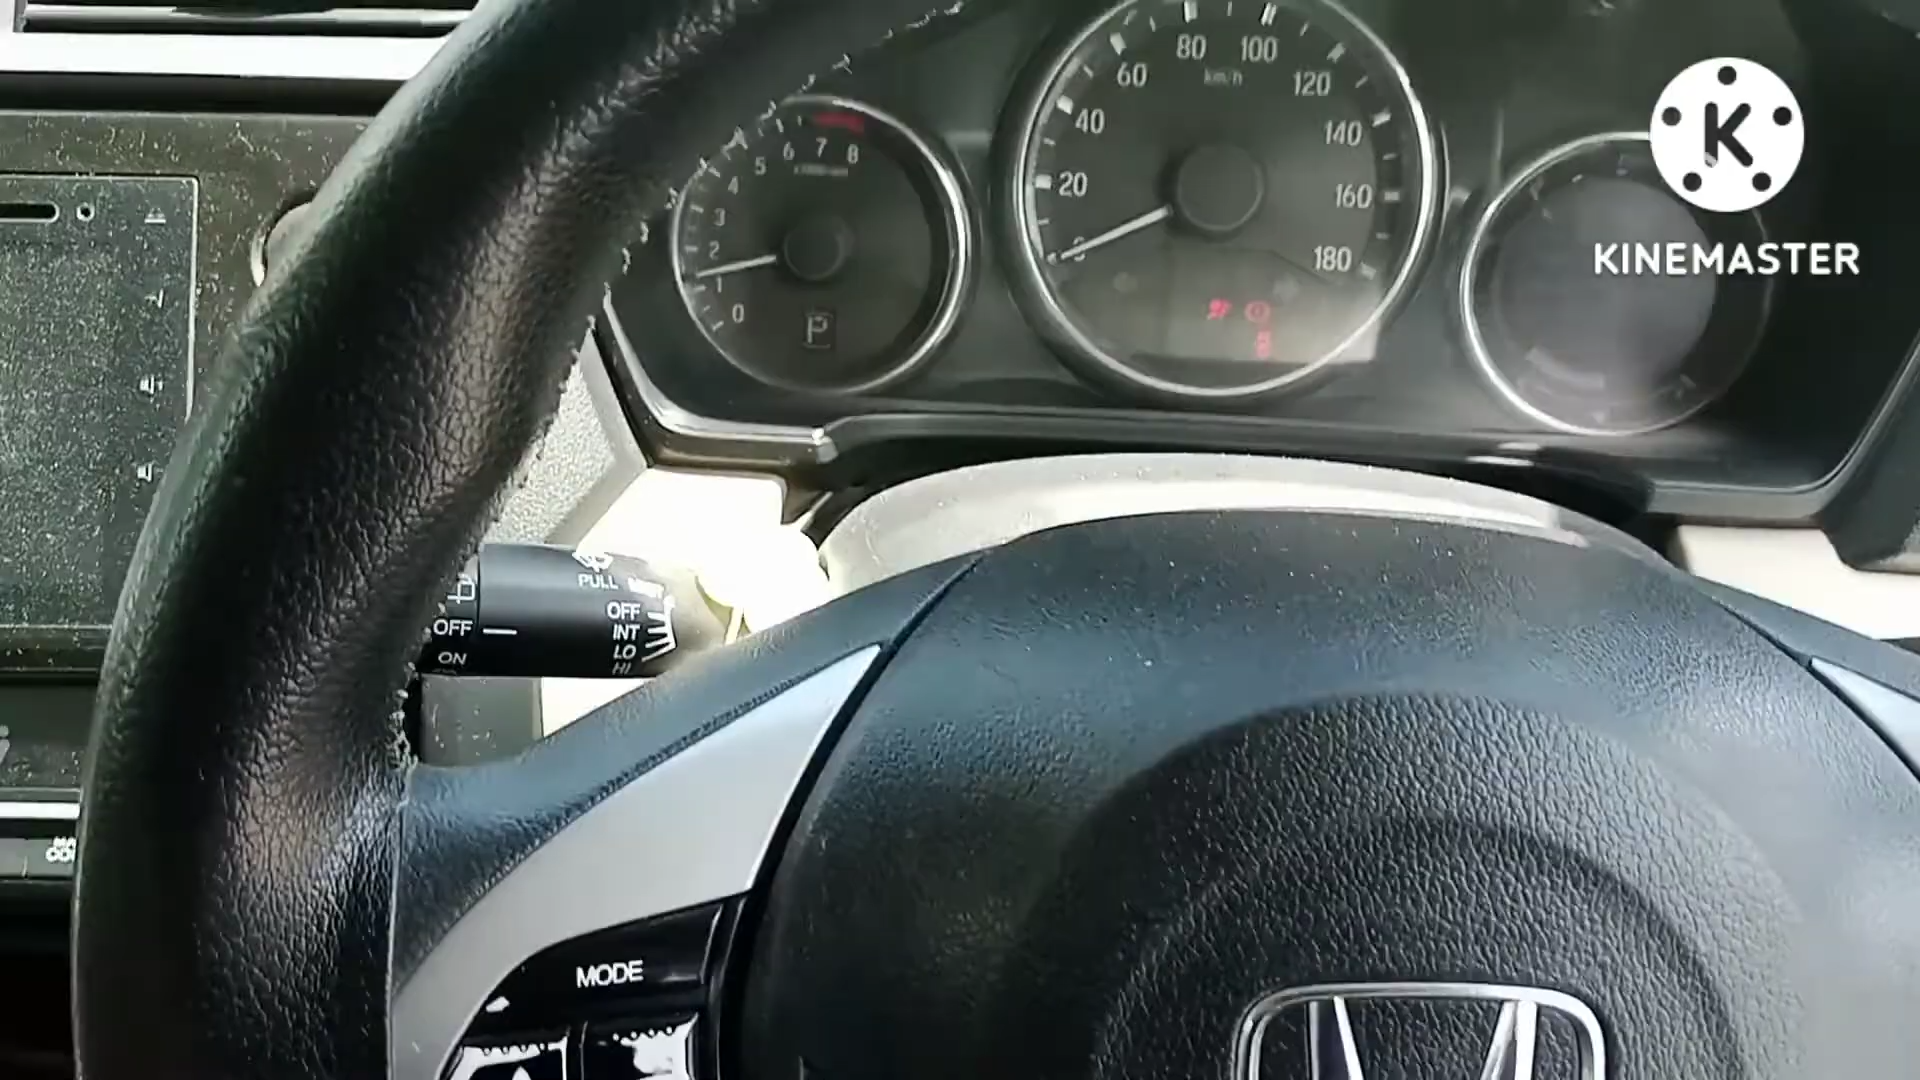 80 100
60 km/h 120
40 140
20 160
180
5 6 7 8
4
3
2
1
0
P
K
KINEMASTER
PULL
OFF
INT
LO
HI
OFF
ON
MODE